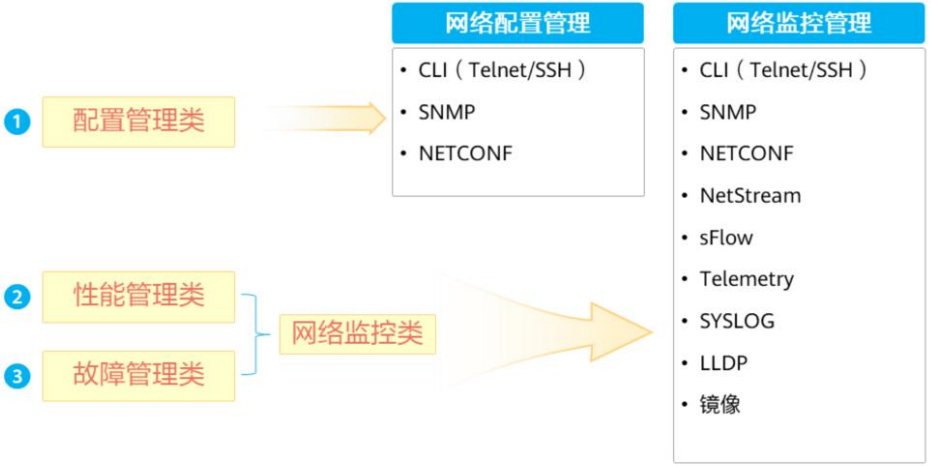 网络配置管理
• CLI（Telnet/SSH）
• SNMP
• NETCONF
网络监控管理
• CLI（Telnet/SSH）
• SNMP
• NETCONF
• NetStream
• sFlow
• Telemetry
• SYSLOG
• LLDP
• 镜像
1 配置管理类
2 性能管理类
3 故障管理类
网络监控类